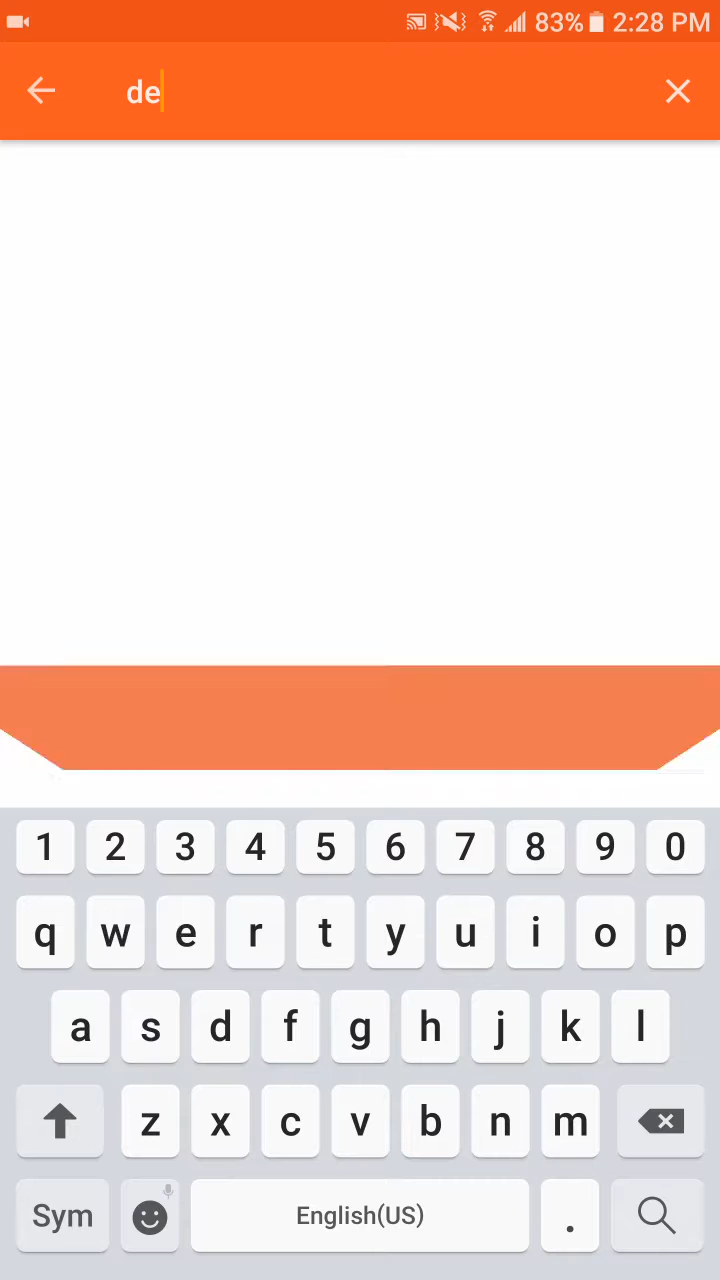 83% 2:28 PM
de
1 2 3 4 5 6 7 8 9 0
q w e r t y u i o p
a s d f g h j k l
z x c v b n m
Sym English(US) .